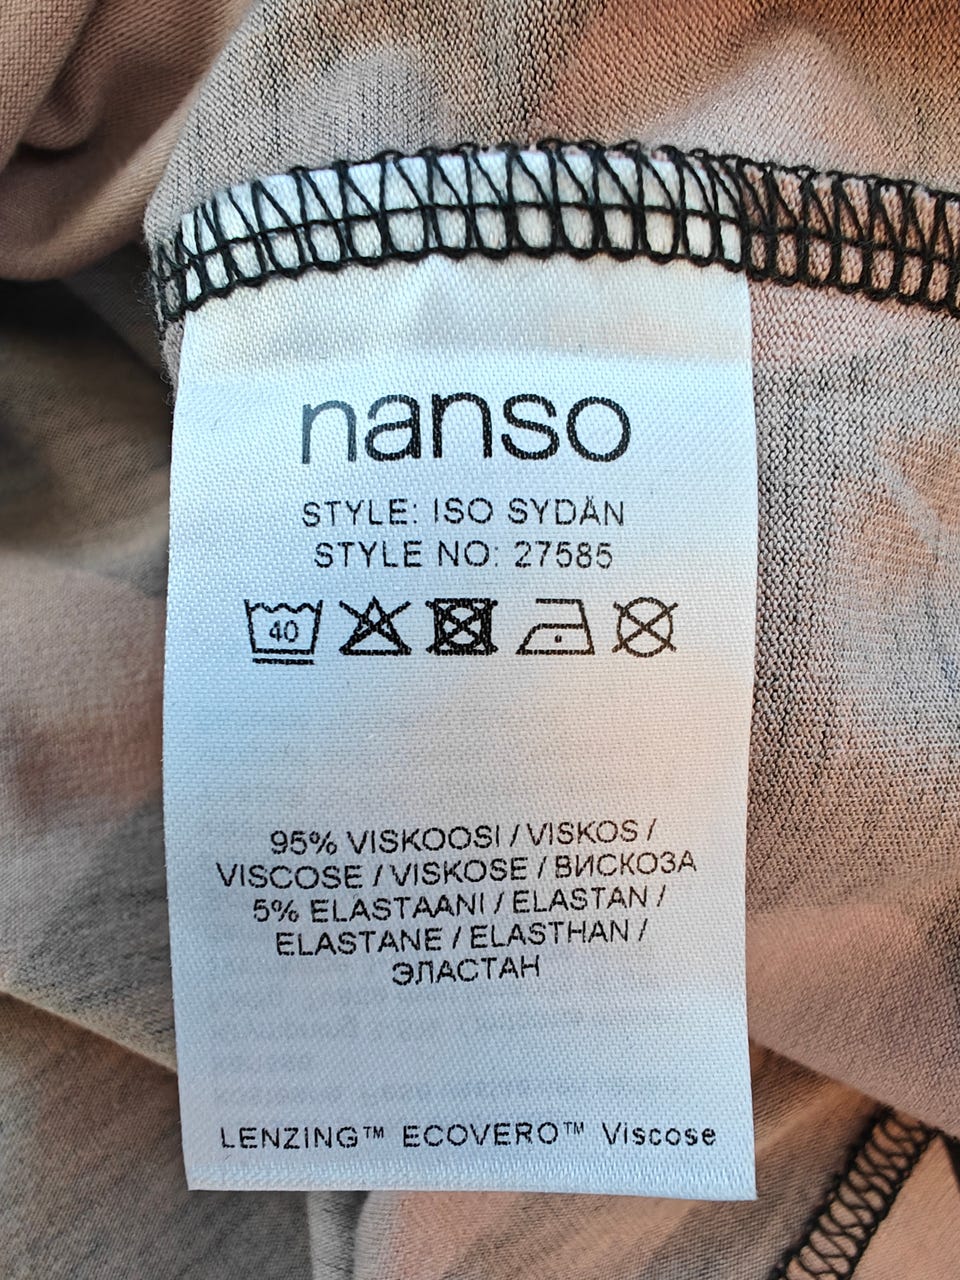 nanso
STYLE: ISO SYDÄN
STYLE NO: 27585
40
95% VISKOOSI / VISKOS /
VISCOSE / VISKOSE / ВИСКОЗА
5% ELASTAANI / ELASTAN /
ELASTANE / ELASTHAN /
ЭЛАСТАН
LENZING™ ECOVERO™ Viscose